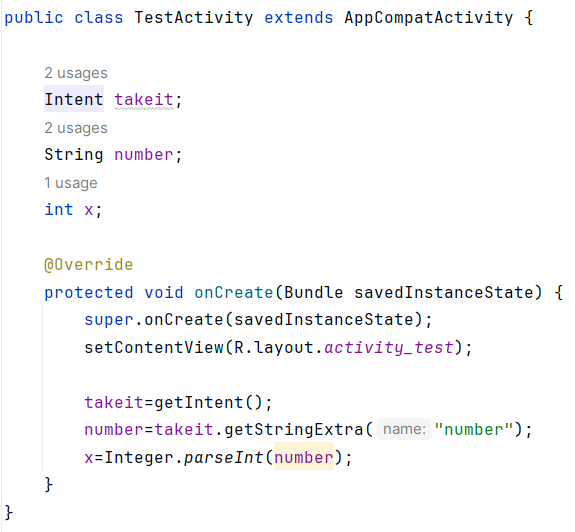 public class TestActivity extends AppCompatActivity {
2 usages
Intent takeit;
2 usages
String number;
1 usage
int x;
@Override
protected void onCreate(Bundle savedInstanceState) {
super.onCreate(savedInstanceState);
setContentView(R.layout.activity_test);
takeit=getIntent();
number=takeit.getStringExtra( name: "number");
x=Integer.parseInt(number);
}
}